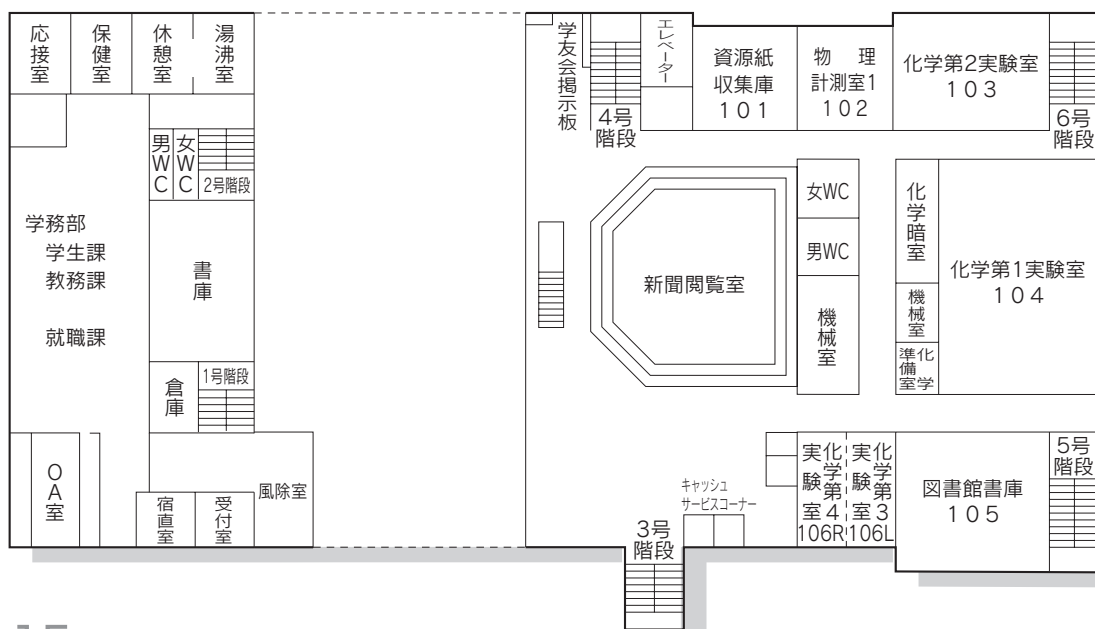 応接室
保健室
休憩室
湯沸室
学友会掲示板
4号
階段
エレベーター
資源紙
収集庫
101
物理
計測室1
102
化学第2実験室
103
6号
階段
男WC
女WC
2号階段
学務部
学生課
教務課
就職課
書庫
倉庫
1号階段
新聞閲覧室
女WC
男WC
機械室
化学暗室
機械室
化学
準備室
化学第1実験室
104
OA室
宿直室
受付室
風除室
3号
階段
キャッシュ
サービスコーナー
化学第4
実験室
106R
化学第3
実験室
106L
図書館書庫
105
5号
階段